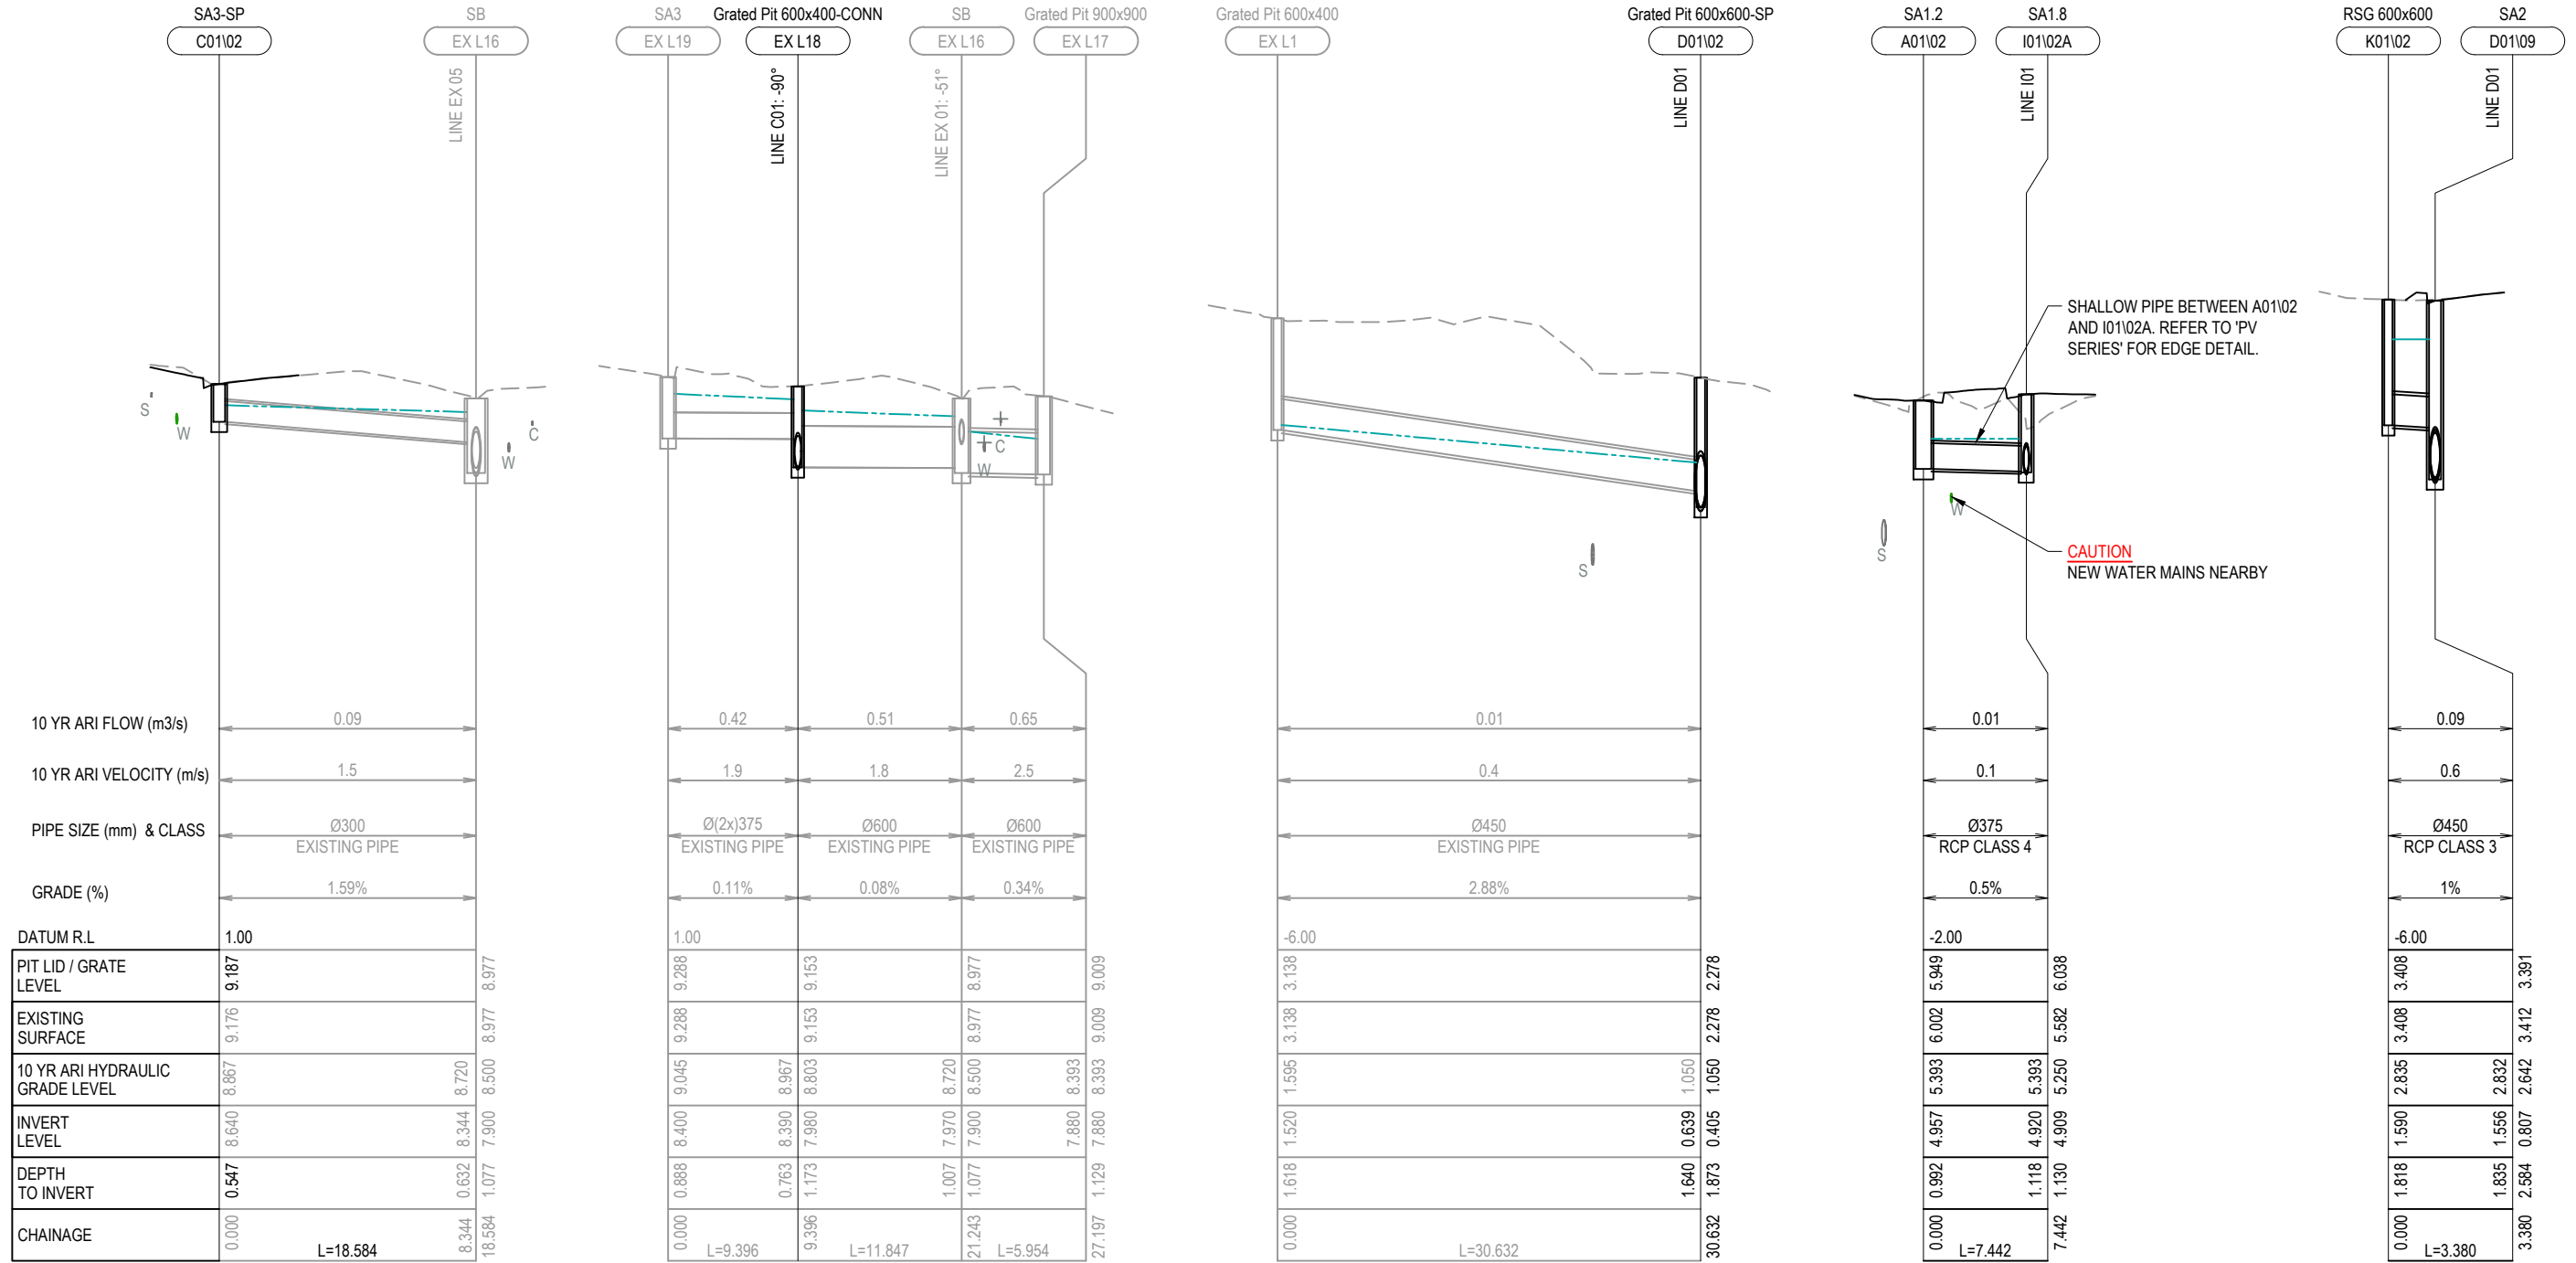 SA3-SP
SB
SA3
Grated Pit 600x400-CONN
SB
Grated Pit 900x900
Grated Pit 600x400
Grated Pit 600x600-SP
SA1.2
SA1.8
RSG 600x600
SA2
C01\02
EX L16
EX L19
EX L18
EX L16
EX L17
EX L1
D01\02
A01\02
I01\02A
K01\02
D01\09
LINE EX 05
LINE C01: -90°
LINE EX 01: -51°
LINE D01
LINE I01
LINE D01
SHALLOW PIPE BETWEEN A01\02
AND I01\02A. REFER TO 'PV
SERIES' FOR EDGE DETAIL.
S
W
W
C
C
W
S
S
W
CAUTION
NEW WATER MAINS NEARBY
10 YR ARI FLOW (m3/s) 0.09 0.42 0.51 0.65 0.01 0.01 0.09
10 YR ARI VELOCITY (m/s) 1.5 1.9 1.8 2.5 0.4 0.1 0.6
PIPE SIZE (mm) & CLASS Ø300 Ø(2x)375 Ø600 Ø600 Ø450 Ø375 Ø450
EXISTING PIPE EXISTING PIPE EXISTING PIPE EXISTING PIPE EXISTING PIPE RCP CLASS 4 RCP CLASS 3
GRADE (%) 1.59% 0.11% 0.08% 0.34% 2.88% 0.5% 1%
DATUM R.L 1.00 1.00 -6.00 -2.00 -6.00
PIT LID / GRATE
LEVEL
9.187 8.977 9.288 9.153 8.977 9.009 3.138 2.278 5.949 6.038 3.408 3.391
EXISTING
SURFACE
9.176 8.977 9.288 9.153 8.977 9.009 3.138 2.278 6.002 5.582 3.408 3.412
10 YR ARI HYDRAULIC
GRADE LEVEL
8.867 8.720 8.500 9.045 8.967 8.803 8.720 8.500 8.393 8.393 1.595 1.050 1.050 5.393 5.393 5.250 2.835 2.832 2.642
INVERT
LEVEL
8.640 8.344 7.900 8.400 8.390 7.980 7.970 7.900 7.880 7.880 1.520 0.639 0.405 4.957 4.920 4.909 1.590 1.556 0.807
DEPTH
TO INVERT
0.547 0.632 1.077 0.888 0.763 1.173 1.007 1.077 1.129 1.618 1.640 1.873 0.992 1.118 1.130 1.818 1.835 2.584
CHAINAGE
0.000 L=18.584 8.344 18.584 0.000 L=9.396 9.396 L=11.847 21.243 L=5.954 27.197 0.000 L=30.632 30.632 0.000 L=7.442 7.442 0.000 L=3.380 3.380